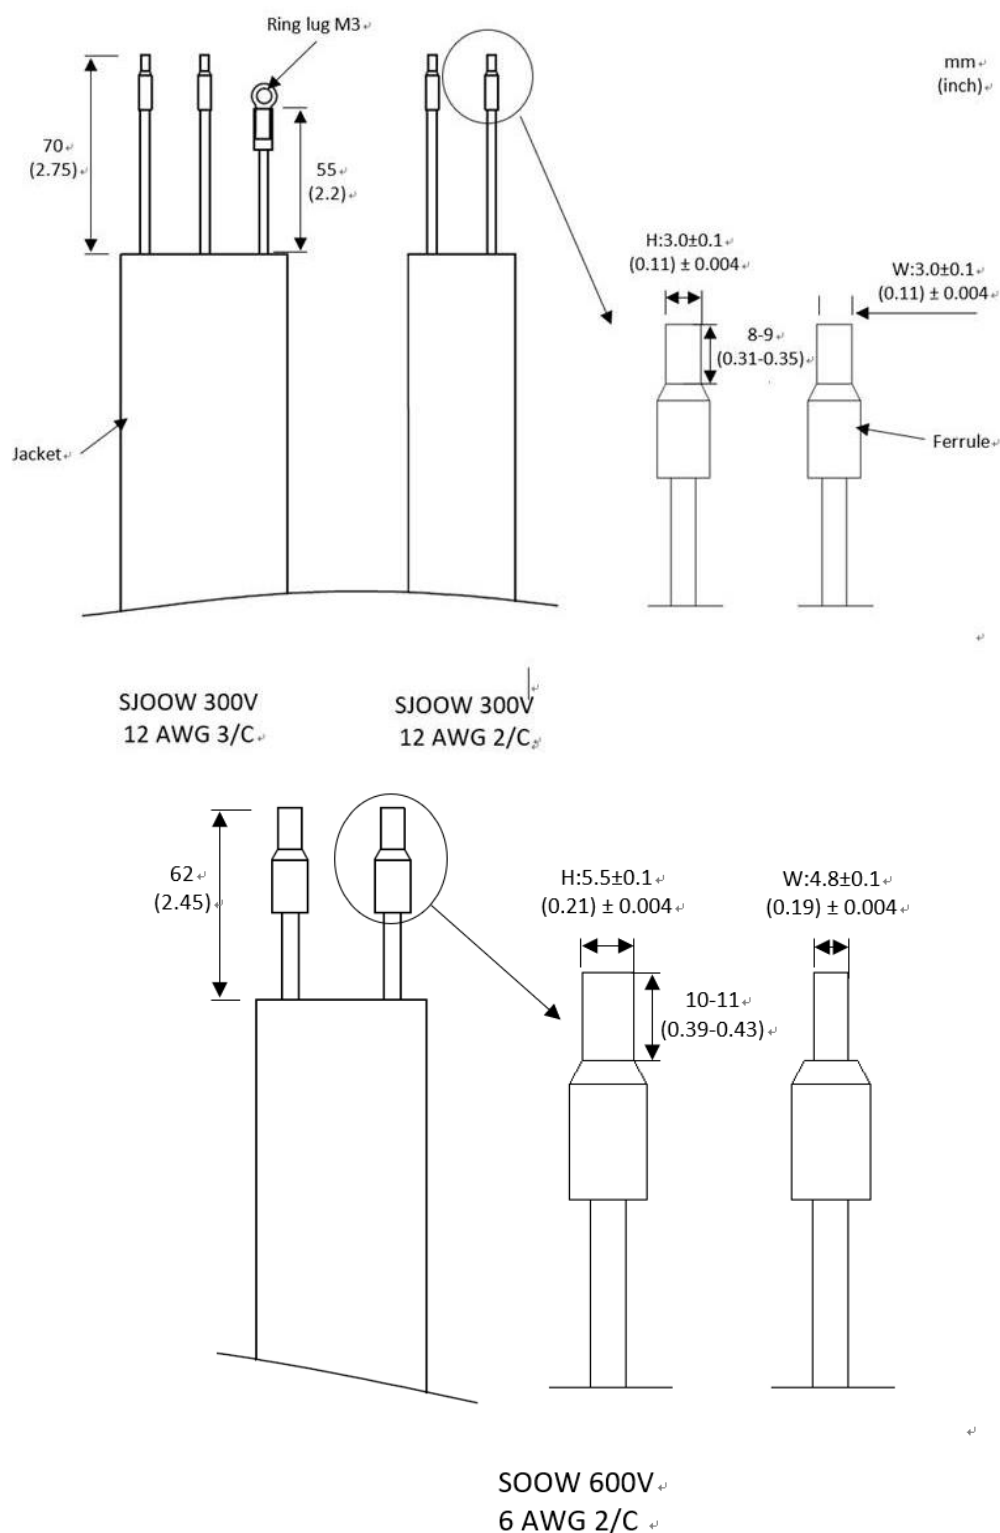 Ring lug M3
mm
(inch)
70
(2.75)
55
(2.2)
H:3.0±0.1
(0.11) ± 0.004
W:3.0±0.1
(0.11) ± 0.004
8-9
(0.31-0.35)
Jacket
Ferrule
SJOOW 300V
12 AWG 3/C
SJOOW 300V
12 AWG 2/C
62
(2.45)
H:5.5±0.1
(0.21) ± 0.004
W:4.8±0.1
(0.19) ± 0.004
10-11
(0.39-0.43)
SOOW 600V
6 AWG 2/C